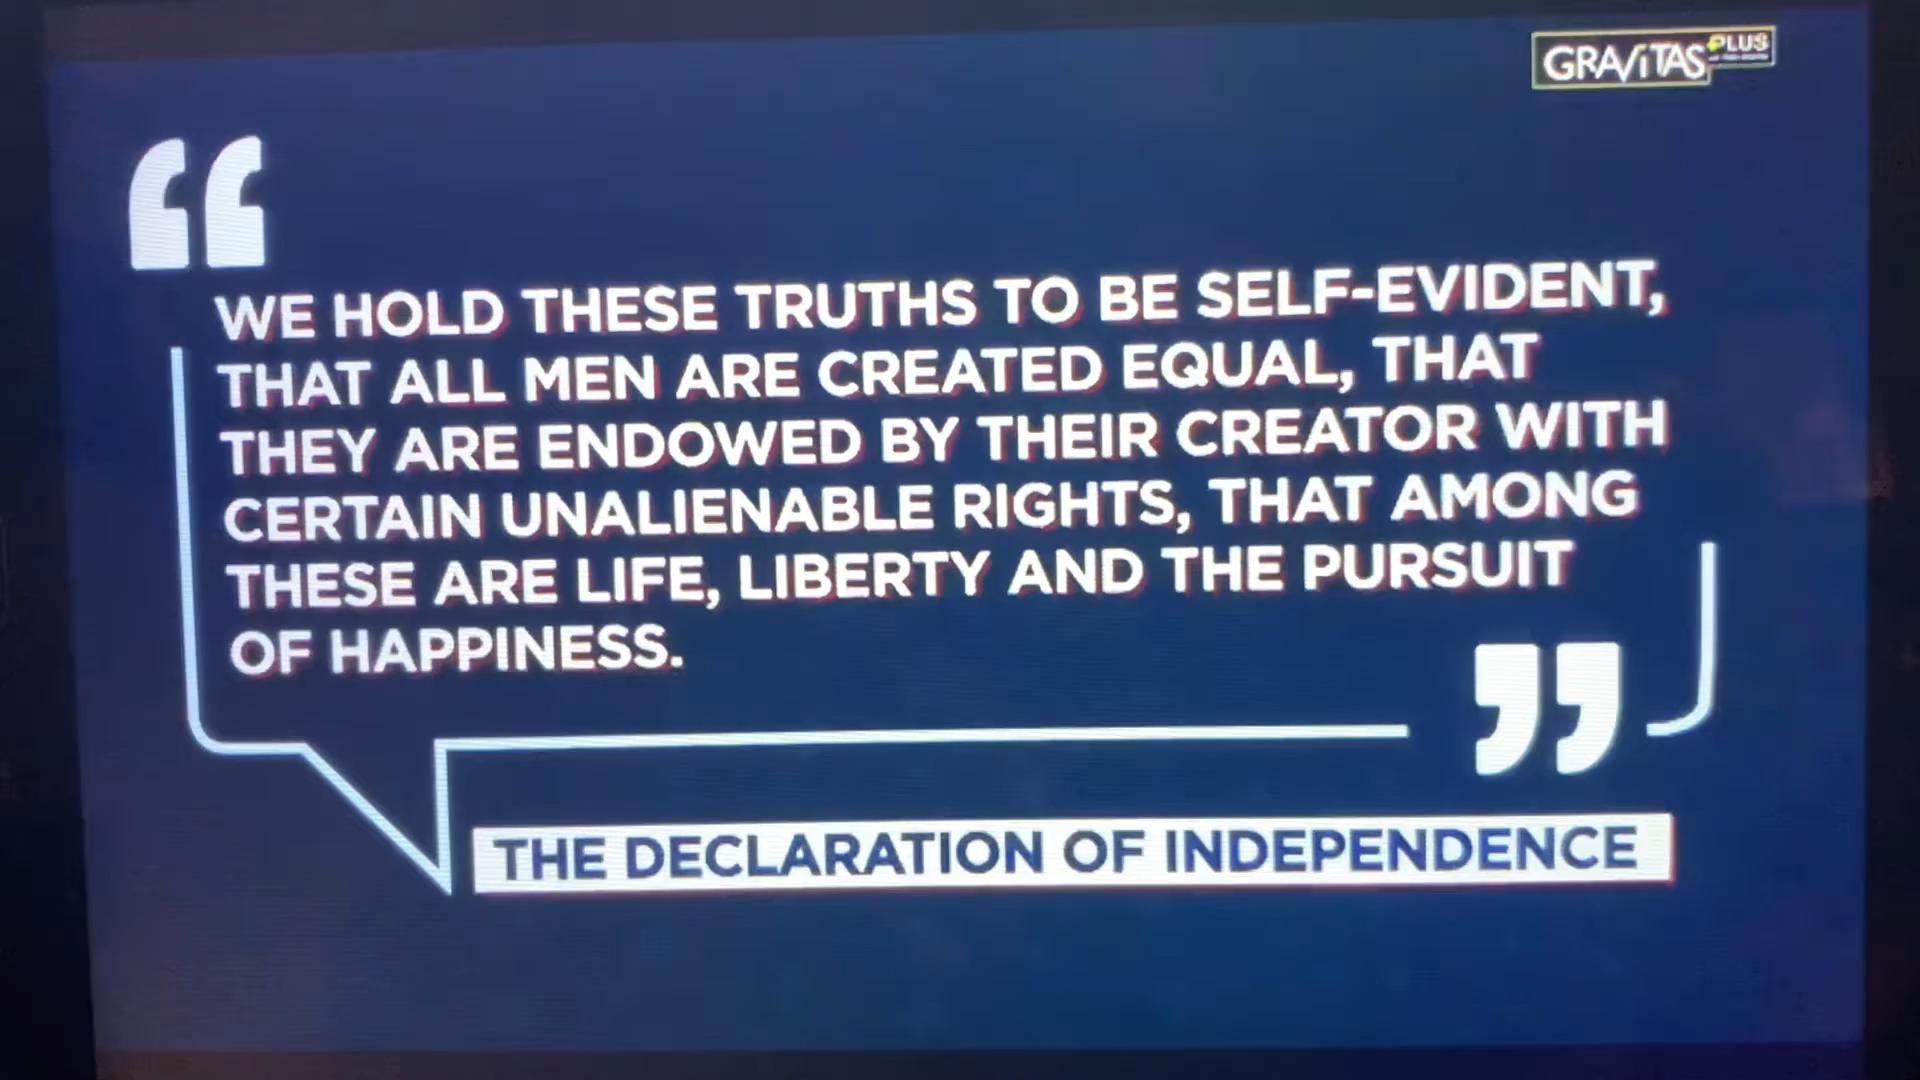 GRAVITAS PLUS
WE HOLD THESE TRUTHS TO BE SELF-EVIDENT,
THAT ALL MEN ARE CREATED EQUAL, THAT
THEY ARE ENDOWED BY THEIR CREATOR WITH
CERTAIN UNALIENABLE RIGHTS, THAT AMONG
THESE ARE LIFE, LIBERTY AND THE PURSUIT
OF HAPPINESS.
THE DECLARATION OF INDEPENDENCE